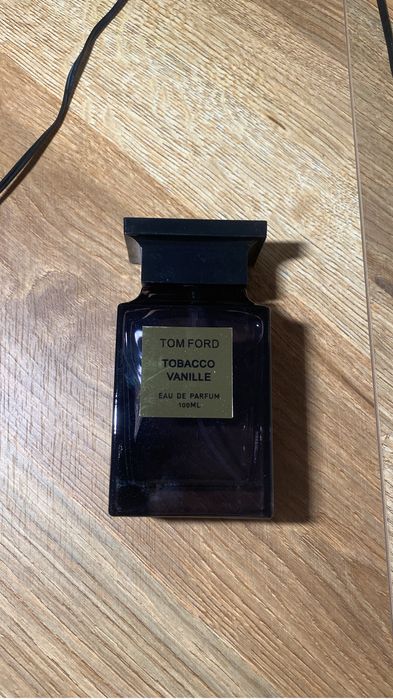 TOM FORD
TOBACCO
VANILLE
EAU DE PARFUM
100ML